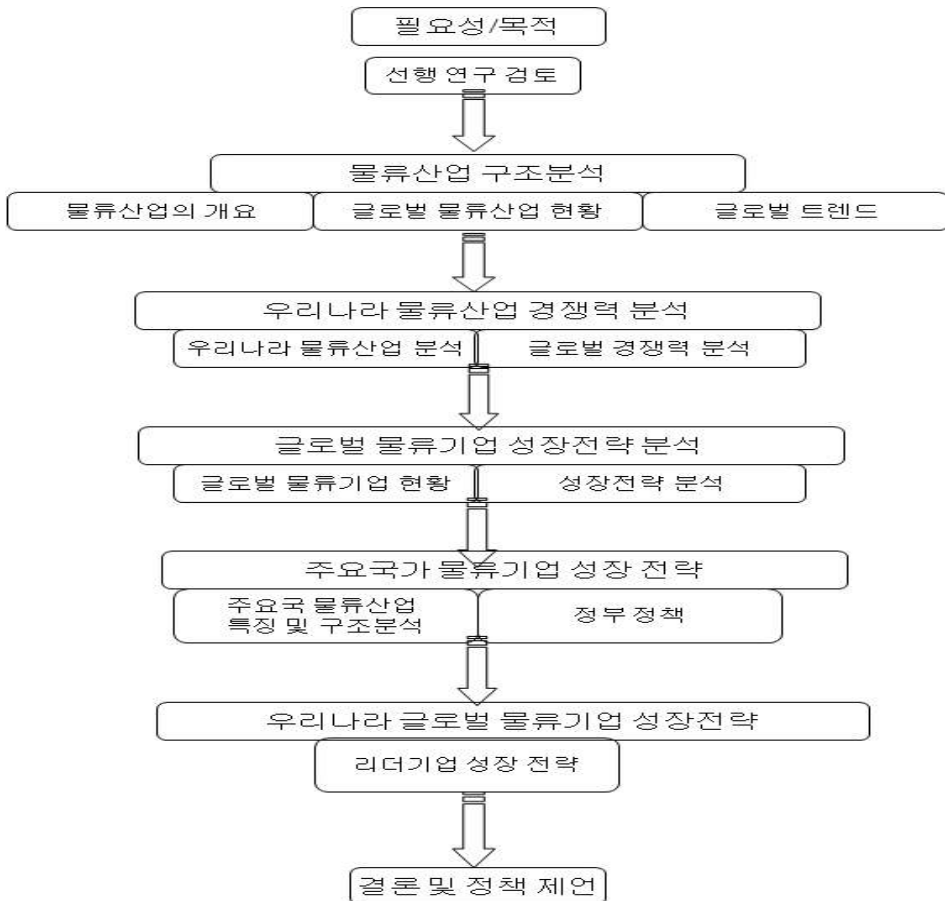 필요성/목적
선행 연구 검토
물류산업 구조분석
물류산업의 개요
글로벌 물류산업 현황
글로벌 트렌드
우리나라 물류산업 경쟁력 분석
우리나라 물류산업 분석
글로벌 경쟁력 분석
글로벌 물류기업 성장전략 분석
글로벌 물류기업 현황
성장전략 분석
주요국가 물류기업 성장 전략
주요국 물류산업
특징 및 구조분석
정부 정책
우리나라 글로벌 물류기업 성장전략
리더기업 성장 전략
결론 및 정책 제언